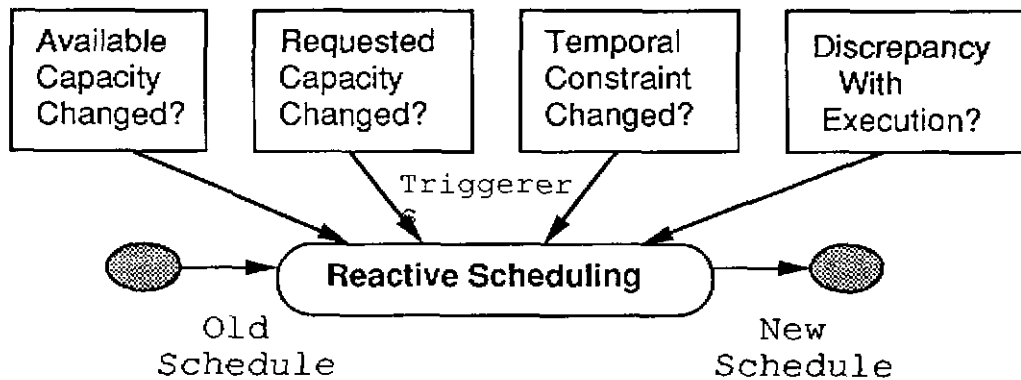 Available
Capacity
Changed?
Requested
Capacity
Changed?
Temporal
Constraint
Changed?
Discrepancy
With
Execution?
Triggerer
s
Reactive Scheduling
Old
Schedule
New
Schedule